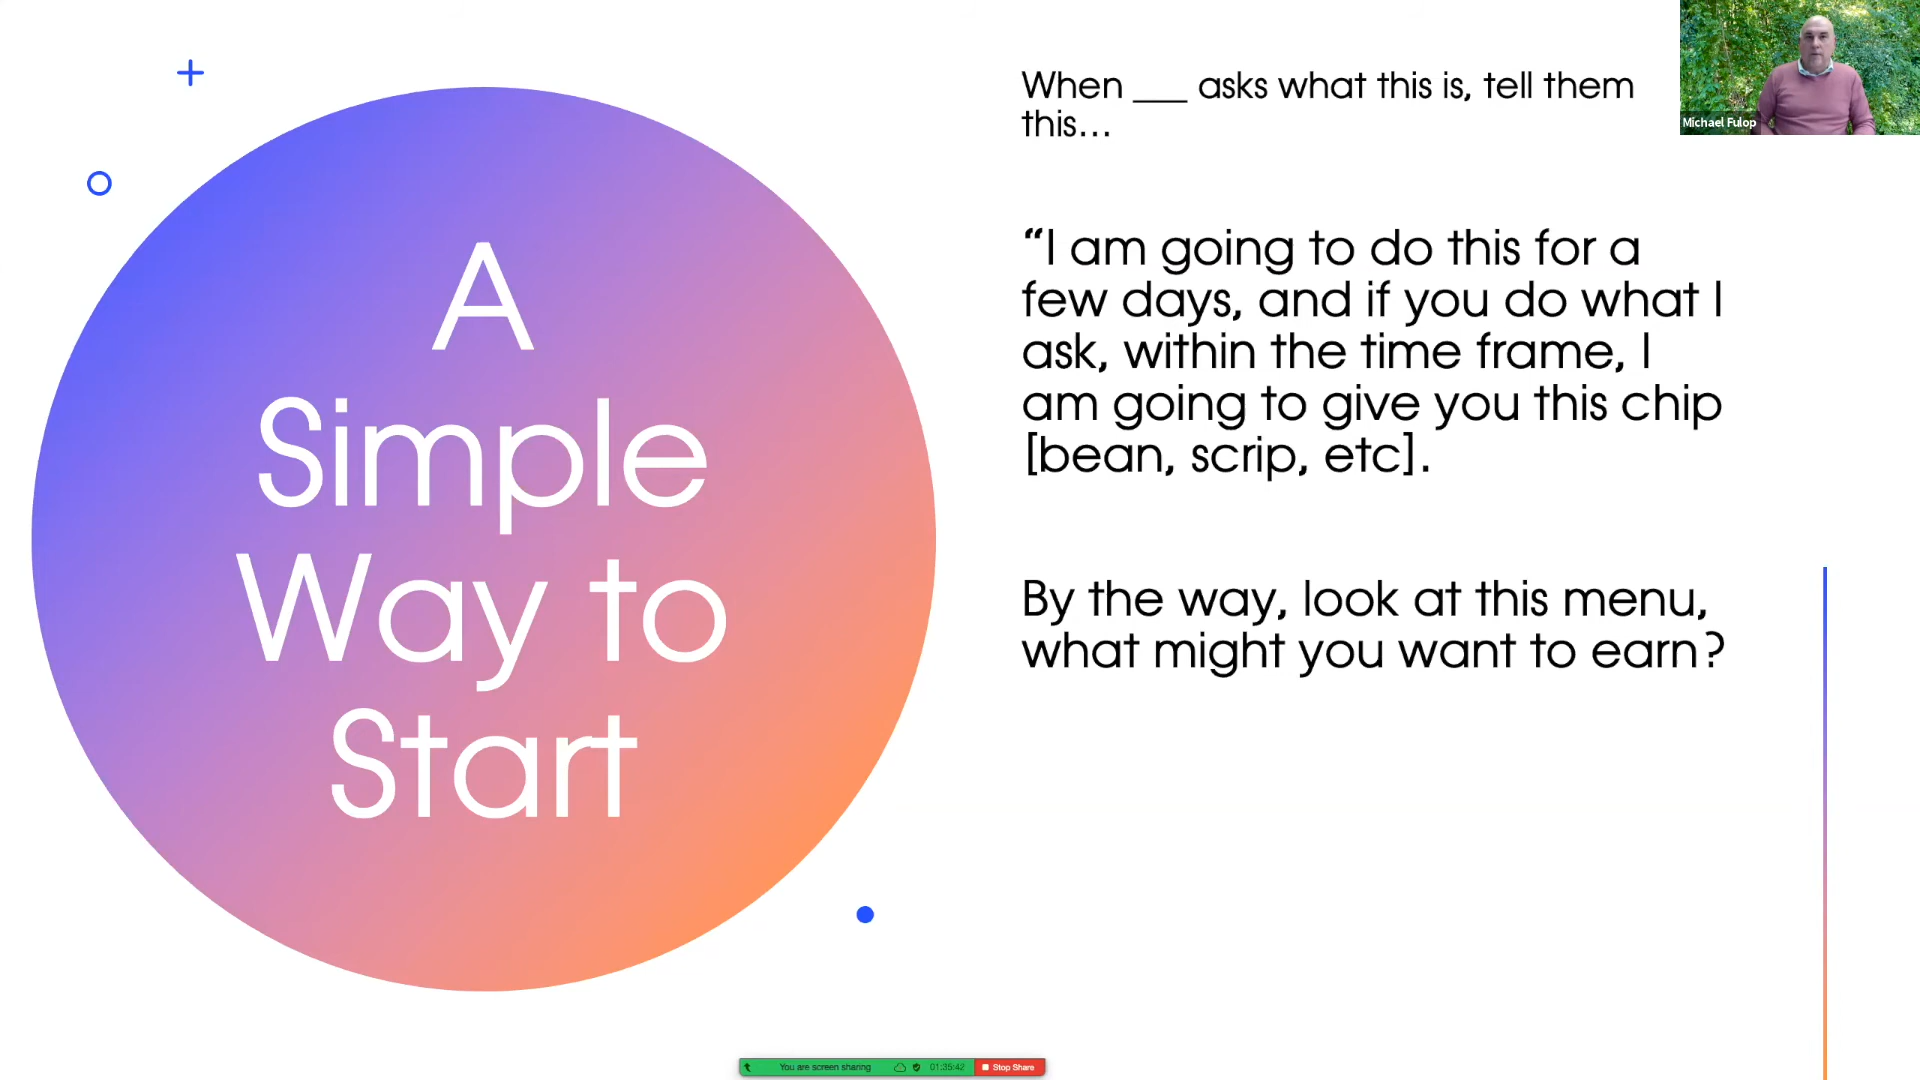 A
Simple
Way to
Start
When ___ asks what this is, tell them
this...
“I am going to do this for a
few days, and if you do what I
ask, within the time frame, I
am going to give you this chip
[bean, scrip, etc].
By the way, look at this menu,
what might you want to earn?
Michael Fulop
You are screen sharing 01:35:42 Stop Share